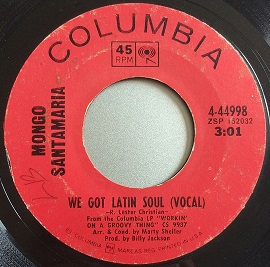 COLUMBIA
45
RPM
MONGO
SANTAMARIA
4-44998
ZSP 152032
3:01
WE GOT LATIN SOUL (VOCAL)
-R. Lester Christian-
From the Columbia LP "WORKIN'
ON A GROOVY THING" CS 9937
Arr. & Cond. by Marty Sheller
Prod. by Billy Jackson